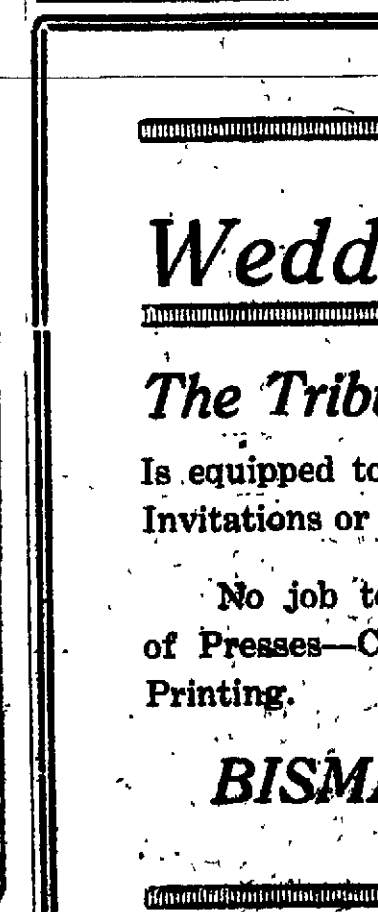 Wedd
The Tribu
Is equipped to
Invitations or
No job to
of Presses—C
Printing.
BISMA